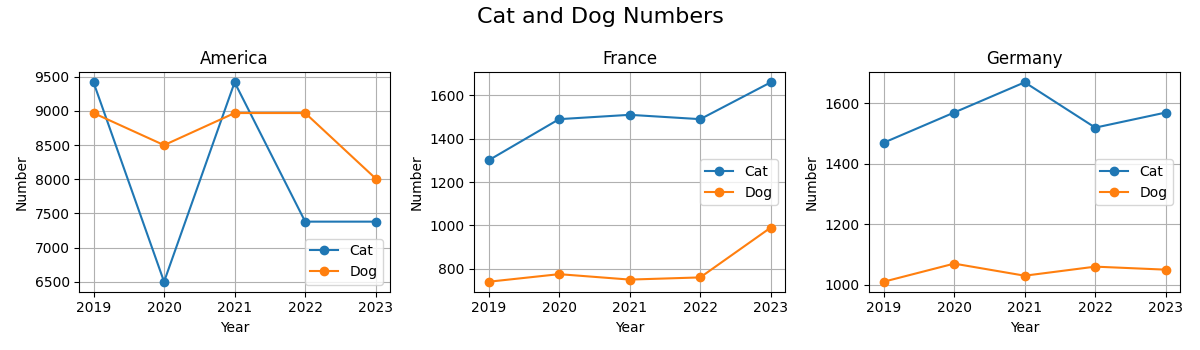 Cat and Dog Numbers
America
9500
9000
8500
8000
7500
7000
6500
Number
2019 2020 2021 2022 2023
Year
Cat
Dog
France
1600
1400
1200
1000
800
Number
2019 2020 2021 2022 2023
Year
Cat
Dog
Germany
1600
1400
1200
1000
Number
2019 2020 2021 2022 2023
Year
Cat
Dog